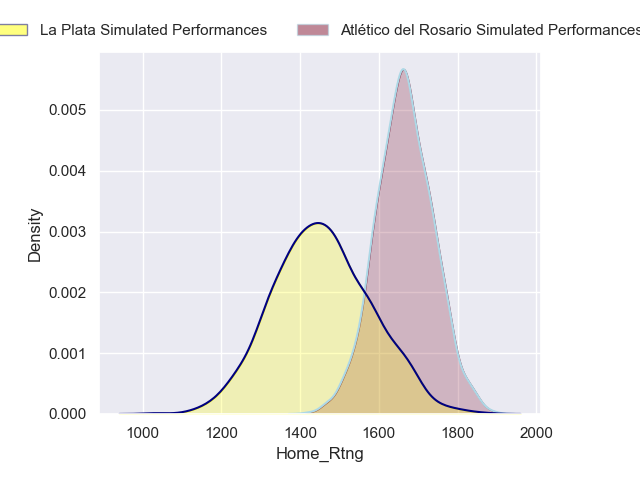 La Plata Simulated Performances
Atlético del Rosario Simulated Performances
0.005
0.004
0.003
0.002
0.001
0.000
Density
1000 1200 1400 1600 1800 2000
Home_Rtng